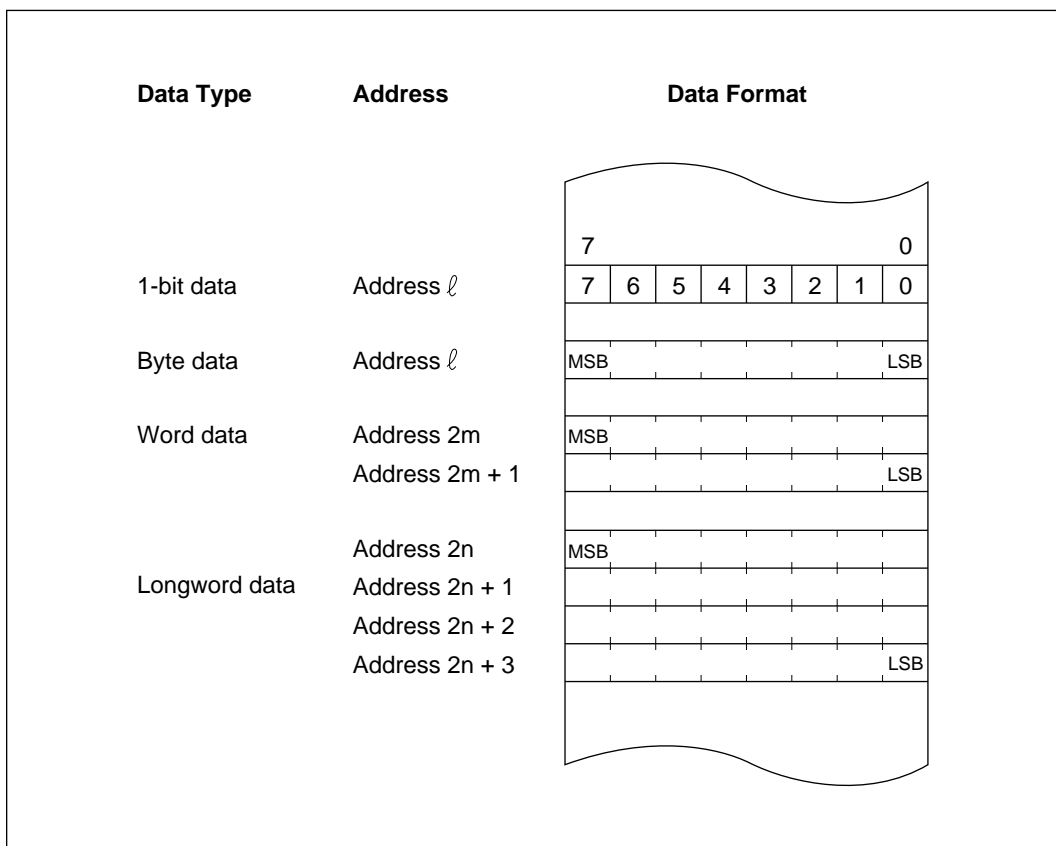 Data Type Address Data Format
7 0
1-bit data Address ℓ 7 6 5 4 3 2 1 0
Byte data Address ℓ MSB LSB
Word data Address 2m MSB
Address 2m + 1 LSB
Address 2n MSB
Longword data Address 2n + 1
Address 2n + 2
Address 2n + 3 LSB